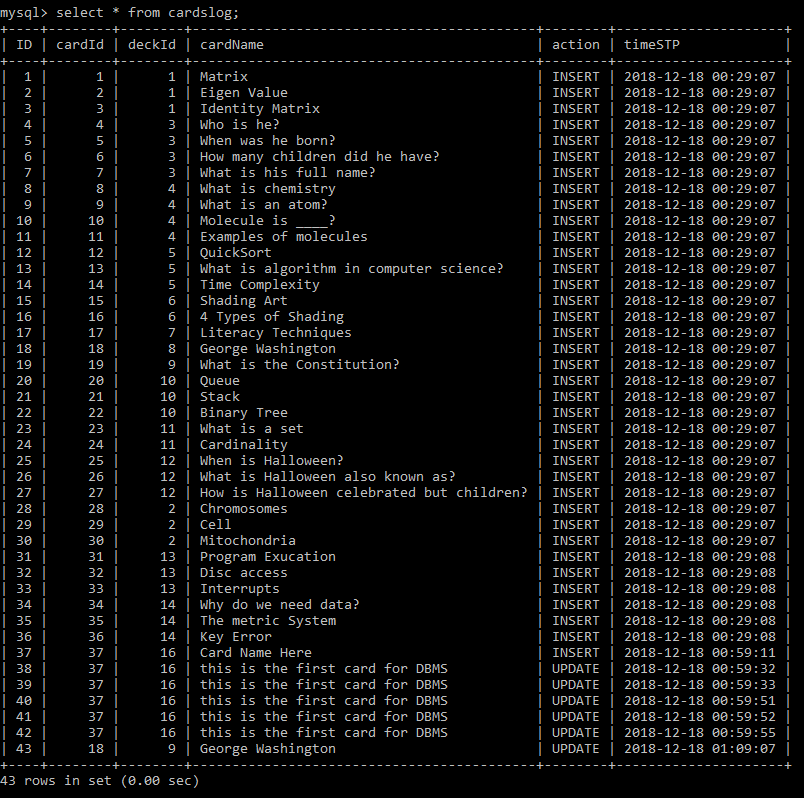 mysql> select * from cardslog;
+----+--------+--------+-----------------------------------------+--------+---------------------+
| ID | cardId | deckId | cardName | action | timeSTP |
+----+--------+--------+-----------------------------------------+--------+---------------------+
| 1 | 1 | 1 | Matrix | INSERT | 2018-12-18 00:29:07 |
| 2 | 2 | 1 | Eigen Value | INSERT | 2018-12-18 00:29:07 |
| 3 | 3 | 1 | Identity Matrix | INSERT | 2018-12-18 00:29:07 |
| 4 | 4 | 3 | Who is he? | INSERT | 2018-12-18 00:29:07 |
| 5 | 5 | 3 | When was he born? | INSERT | 2018-12-18 00:29:07 |
| 6 | 6 | 3 | How many children did he have? | INSERT | 2018-12-18 00:29:07 |
| 7 | 7 | 3 | What is his full name? | INSERT | 2018-12-18 00:29:07 |
| 8 | 8 | 4 | What is chemistry | INSERT | 2018-12-18 00:29:07 |
| 9 | 9 | 4 | What is an atom? | INSERT | 2018-12-18 00:29:07 |
| 10 | 10 | 4 | Molecule is ____? | INSERT | 2018-12-18 00:29:07 |
| 11 | 11 | 4 | Examples of molecules | INSERT | 2018-12-18 00:29:07 |
| 12 | 12 | 5 | QuickSort | INSERT | 2018-12-18 00:29:07 |
| 13 | 13 | 5 | What is algorithm in computer science? | INSERT | 2018-12-18 00:29:07 |
| 14 | 14 | 5 | Time Complexity | INSERT | 2018-12-18 00:29:07 |
| 15 | 15 | 6 | Shading Art | INSERT | 2018-12-18 00:29:07 |
| 16 | 16 | 6 | 4 Types of Shading | INSERT | 2018-12-18 00:29:07 |
| 17 | 17 | 7 | Literacy Techniques | INSERT | 2018-12-18 00:29:07 |
| 18 | 18 | 8 | George Washington | INSERT | 2018-12-18 00:29:07 |
| 19 | 19 | 9 | What is the Constitution? | INSERT | 2018-12-18 00:29:07 |
| 20 | 20 | 10 | Queue | INSERT | 2018-12-18 00:29:07 |
| 21 | 21 | 10 | Stack | INSERT | 2018-12-18 00:29:07 |
| 22 | 22 | 10 | Binary Tree | INSERT | 2018-12-18 00:29:07 |
| 23 | 23 | 11 | What is a set | INSERT | 2018-12-18 00:29:07 |
| 24 | 24 | 11 | Cardinality | INSERT | 2018-12-18 00:29:07 |
| 25 | 25 | 12 | When is Halloween? | INSERT | 2018-12-18 00:29:07 |
| 26 | 26 | 12 | What is Halloween also known as? | INSERT | 2018-12-18 00:29:07 |
| 27 | 27 | 12 | How is Halloween celebrated but children? | INSERT | 2018-12-18 00:29:07 |
| 28 | 28 | 2 | Chromosomes | INSERT | 2018-12-18 00:29:07 |
| 29 | 29 | 2 | Cell | INSERT | 2018-12-18 00:29:07 |
| 30 | 30 | 2 | Mitochondria | INSERT | 2018-12-18 00:29:07 |
| 31 | 31 | 13 | Program Exucation | INSERT | 2018-12-18 00:29:08 |
| 32 | 32 | 13 | Disc access | INSERT | 2018-12-18 00:29:08 |
| 33 | 33 | 13 | Interrupts | INSERT | 2018-12-18 00:29:08 |
| 34 | 34 | 14 | Why do we need data? | INSERT | 2018-12-18 00:29:08 |
| 35 | 35 | 14 | The metric System | INSERT | 2018-12-18 00:29:08 |
| 36 | 36 | 14 | Key Error | INSERT | 2018-12-18 00:29:08 |
| 37 | 37 | 16 | Card Name Here | INSERT | 2018-12-18 00:59:11 |
| 38 | 37 | 16 | this is the first card for DBMS | UPDATE | 2018-12-18 00:59:32 |
| 39 | 37 | 16 | this is the first card for DBMS | UPDATE | 2018-12-18 00:59:33 |
| 40 | 37 | 16 | this is the first card for DBMS | UPDATE | 2018-12-18 00:59:51 |
| 41 | 37 | 16 | this is the first card for DBMS | UPDATE | 2018-12-18 00:59:52 |
| 42 | 37 | 16 | this is the first card for DBMS | UPDATE | 2018-12-18 00:59:55 |
| 43 | 18 | 9 | George Washington | UPDATE | 2018-12-18 01:09:07 |
+----+--------+--------+-----------------------------------------+--------+---------------------+
43 rows in set (0.00 sec)